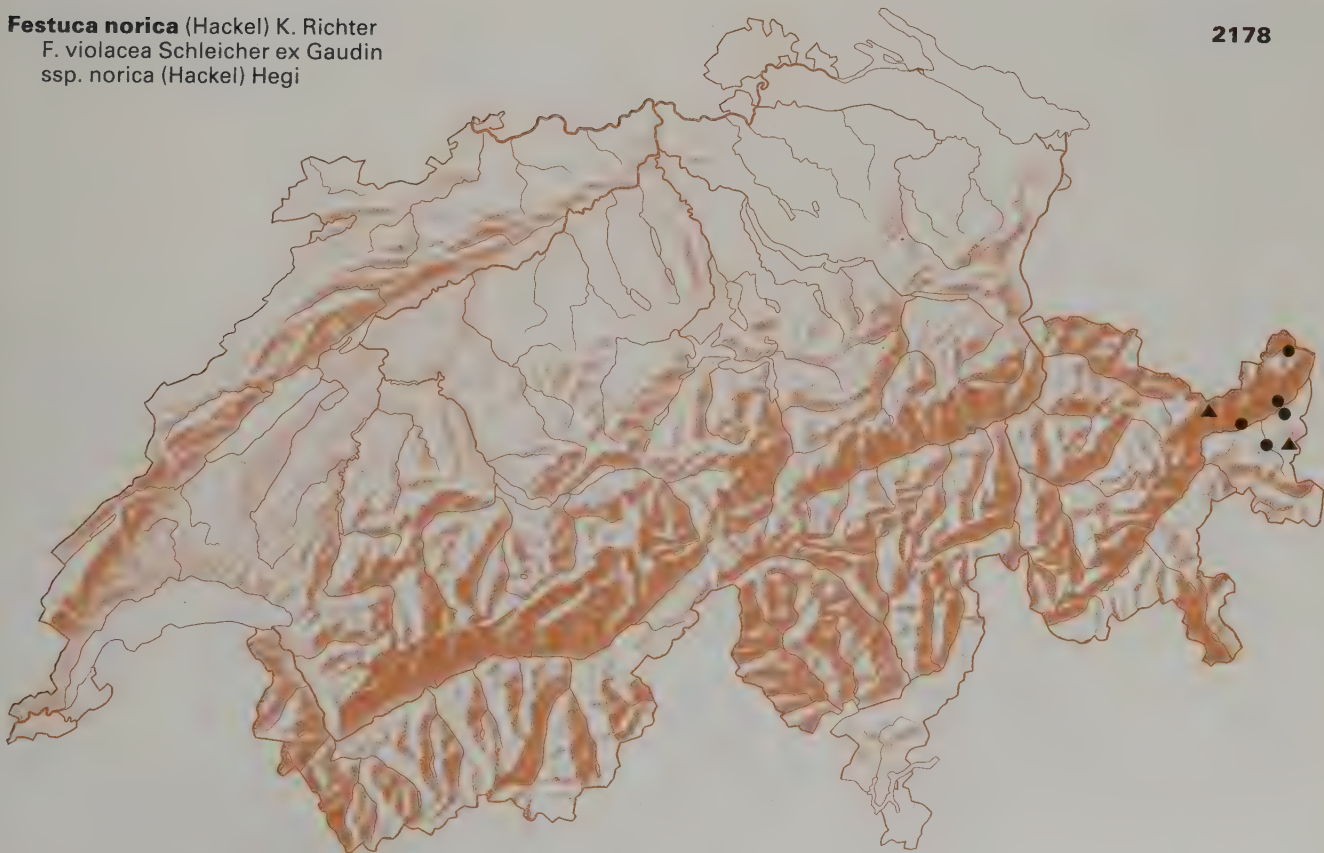 Festuca norica (Hackel) K. Richter
F. violacea Schleicher ex Gaudin
ssp. norica (Hackel) Hegi
2178